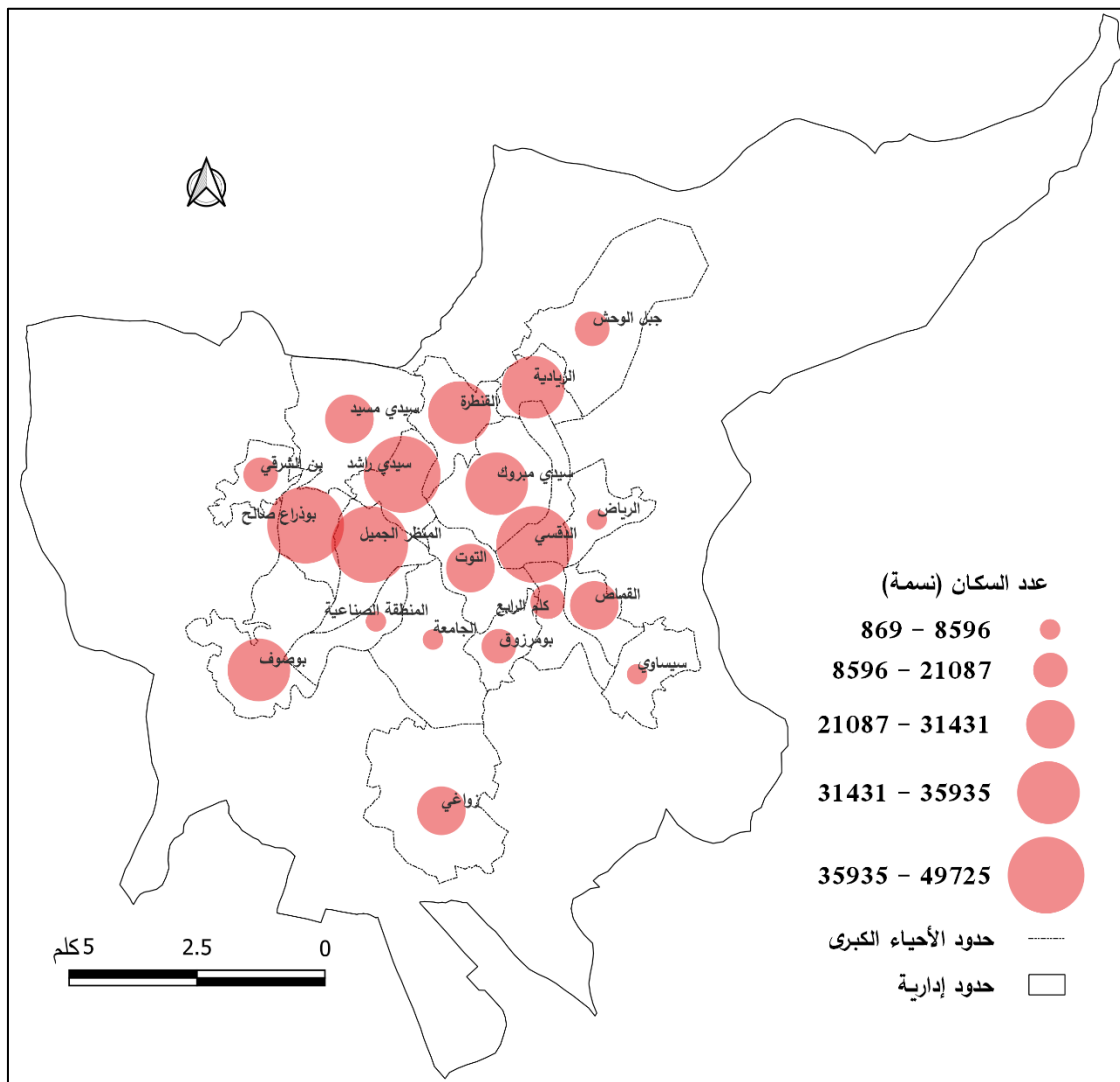 جبل الوحش
الزيادية
القنطرة
سيدي مسيد
سيدي راشد
بن الشرقي
سيدي مبروك
بوذراع صالح
المنظر الجميل
الدقسي
الرياض
التوت
القماص
كلم الرابع
المنطقة الصناعية
الجامعة
بومرزوق
بوصوف
سيساوي
زواغي
عدد السكان (نسمة)
869 – 8596
8596 – 21087
21087 – 31431
31431 – 35935
35935 – 49725
حدود الأحياء الكبرى
حدود إدارية
0 2.5 5 كلم